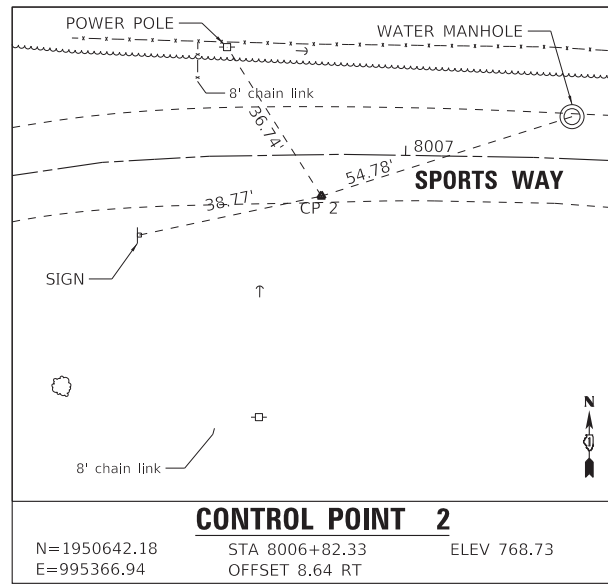 POWER POLE
WATER MANHOLE
8' chain link
36.74'
8007
54.78'
SPORTS WAY
38.77'
CP 2
SIGN
N
8' chain link
CONTROL POINT 2
N=1950642.18 STA 8006+82.33 ELEV 768.73
E=995366.94 OFFSET 8.64 RT